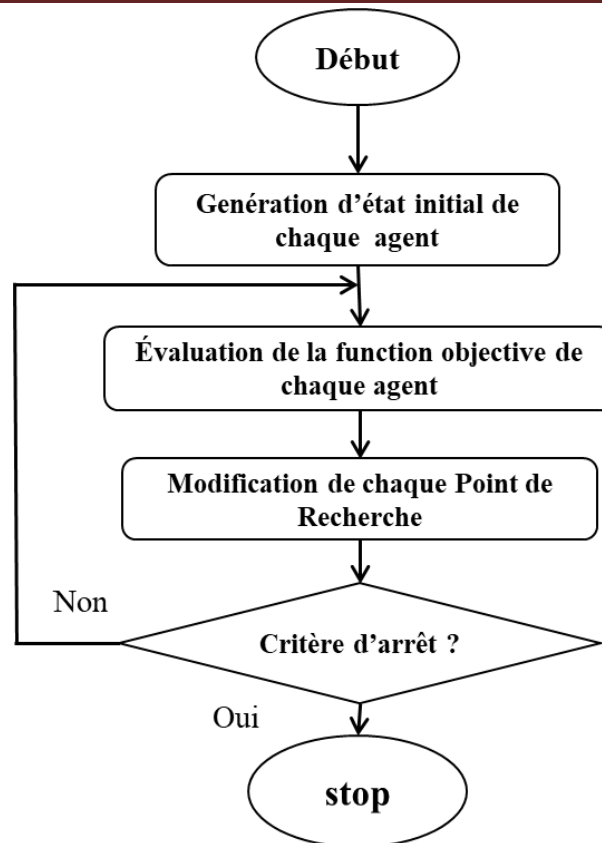 Début
Genération d'état initial de
chaque agent
Évaluation de la function objective de
chaque agent
Modification de chaque Point de
Recherche
Non
Critère d'arrêt ?
Oui
stop